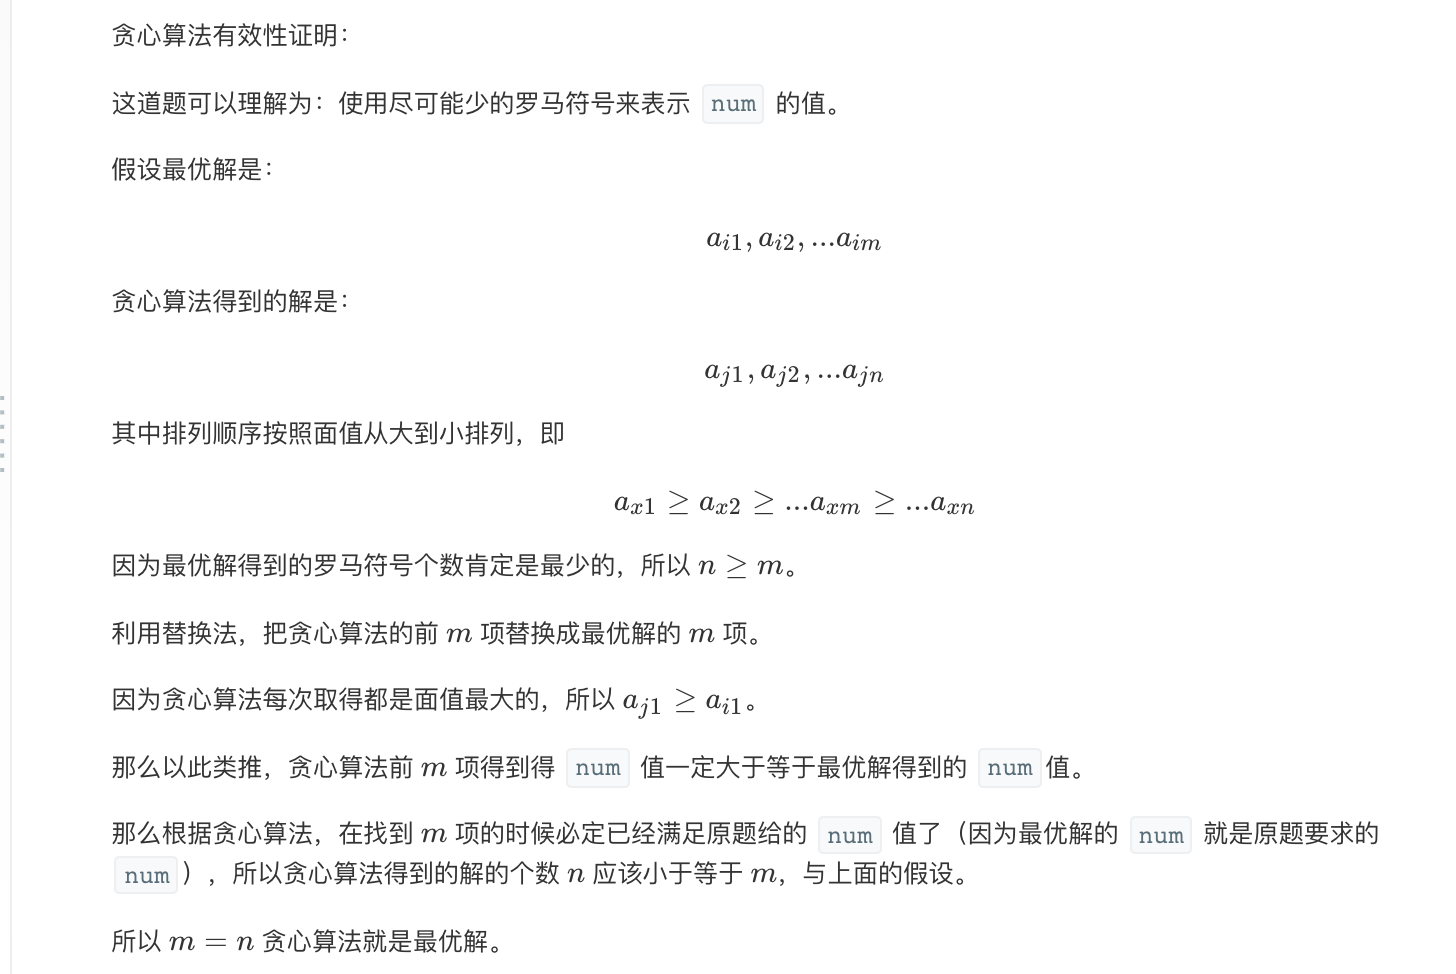 贪心算法有效性证明：
这道题可以理解为：使用尽可能少的罗马符号来表示 num 的值。
假设最优解是：
a_{i1}, a_{i2}, ...a_{im}
贪心算法得到的解是：
a_{j1}, a_{j2}, ...a_{jn}
其中排列顺序按照面值从大到小排列，即
a_{x1} ≥ a_{x2} ≥ ...a_{xm} ≥ ...a_{xn}
因为最优解得到的罗马符号个数肯定是最少的，所以 n ≥ m。
利用替换法，把贪心算法的前 m 项替换成最优解的 m 项。
因为贪心算法每次取得都是面值最大的，所以 a_{j1} ≥ a_{i1}。
那么以此类推，贪心算法前 m 项得到得 num 值一定大于等于最优解得到的 num 值。
那么根据贪心算法，在找到 m 项的时候必定已经满足原题给的 num 值了（因为最优解的 num 就是原题要求的
num ），所以贪心算法得到的解的个数 n 应该小于等于 m，与上面的假设。
所以 m = n 贪心算法就是最优解。